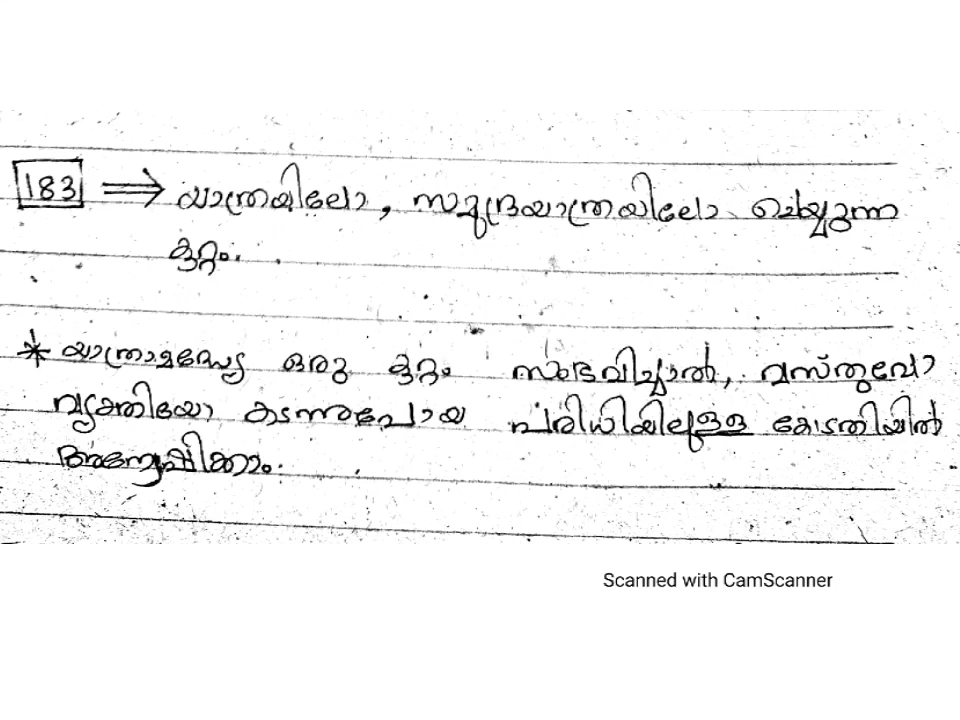 183 ⇒ യാത്രയിലോ, സമുദ്രയാത്രയിലോ ചെയ്യുന്ന
കുറ്റം.
* യാത്രാമദ്ധ്യേ ഒരു കുറ്റം സംഭവിച്ചാൽ, വസ്തുവോ
വ്യക്തിയോ കടന്നുപോയ പരിധിയിലുള്ള കോടതിയിൽ
അന്വേഷിക്കാം.
Scanned with CamScanner